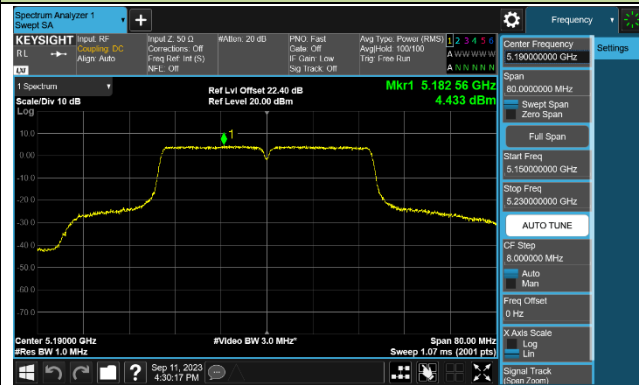 Spectrum Analyzer 1
Swept SA
Frequency
KEYSIGHT
RL
LXI
Input: RF
Coupling: DC
Align: Auto
Input Z: 50 Ω
Corrections: Off
Freq Ref: Int (S)
NFE: Off
#Atten: 20 dB
PNO: Fast
Gate: Off
IF Gain: Low
Sig Track: Off
Avg Type: Power (RMS)
Avg|Hold: 100/100
Trig: Free Run
1 2 3 4 5 6
A W W W W W
A N N N N N
1 Spectrum
Scale/Div 10 dB
Log
Ref Lvl Offset 22.40 dB
Ref Level 20.00 dBm
Mkr1 5.182 56 GHz
4.433 dBm
1
10.0
0.00
-10.0
-20.0
-30.0
-40.0
-50.0
-60.0
-70.0
Center 5.19000 GHz
#Res BW 1.0 MHz
#Video BW 3.0 MHz*
Span 80.00 MHz
Sweep 1.07 ms (2001 pts)
Sep 11, 2023
4:30:17 PM
Center Frequency
5.190000000 GHz
Settings
Span
80.0000000 MHz
Swept Span
Zero Span
Full Span
Start Freq
5.150000000 GHz
Stop Freq
5.230000000 GHz
AUTO TUNE
CF Step
8.000000 MHz
Auto
Man
Freq Offset
0 Hz
X Axis Scale
Log
Lin
Signal Track
(Span Zoom)